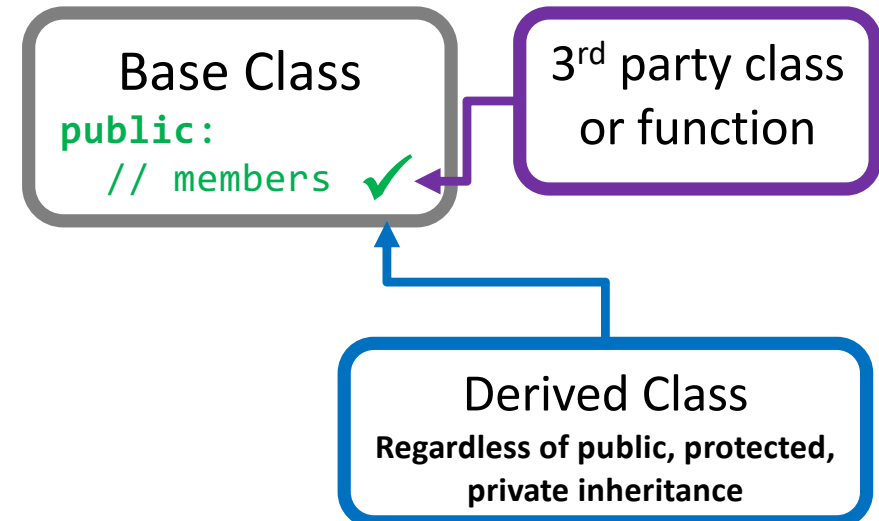 Base Class
public:
// members
3rd party class
or function
Derived Class
Regardless of public, protected,
private inheritance